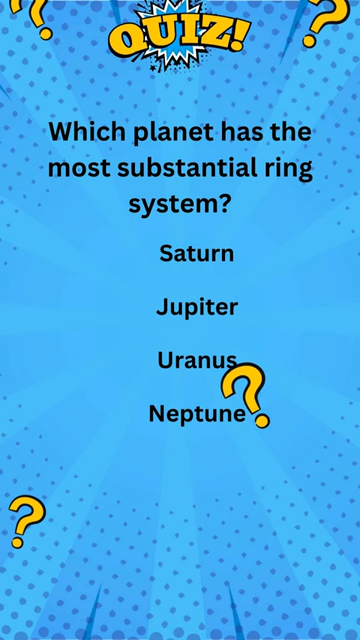 QUIZ!
Which planet has the
most substantial ring
system?
Saturn
Jupiter
Uranus
Neptune